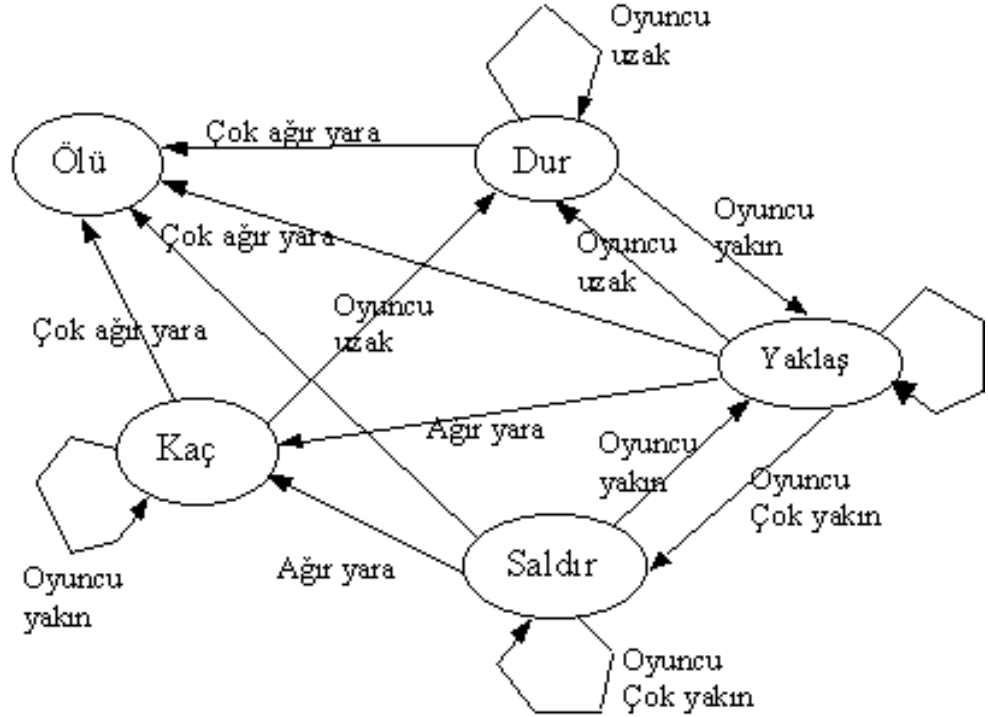 Oyuncu
uzak
Çok ağır yara
Ölü
Dur
Oyuncu
yakın
Çok ağır yara
Oyuncu
uzak
Oyuncu
uzak
Çok ağır yara
Yaklaş
Ağır yara
Kaç
Oyuncu
yakın
Oyuncu
Çok yakın
Saldır
Ağır yara
Oyuncu
yakın
Oyuncu
Çok yakın